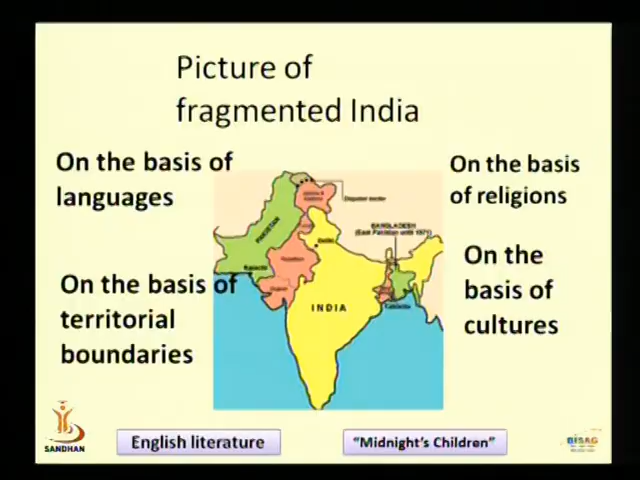 Picture of
fragmented India
On the basis of
languages
On the basis
of religions
On the basis of
territorial
boundaries
On the
basis of
cultures
Disputed sector
PAKISTAN
BANGLADESH
(East Pakistan until 1971)
Delhi
Karachi
INDIA
SANDHAN
English literature
"Midnight's Children"
BISAG